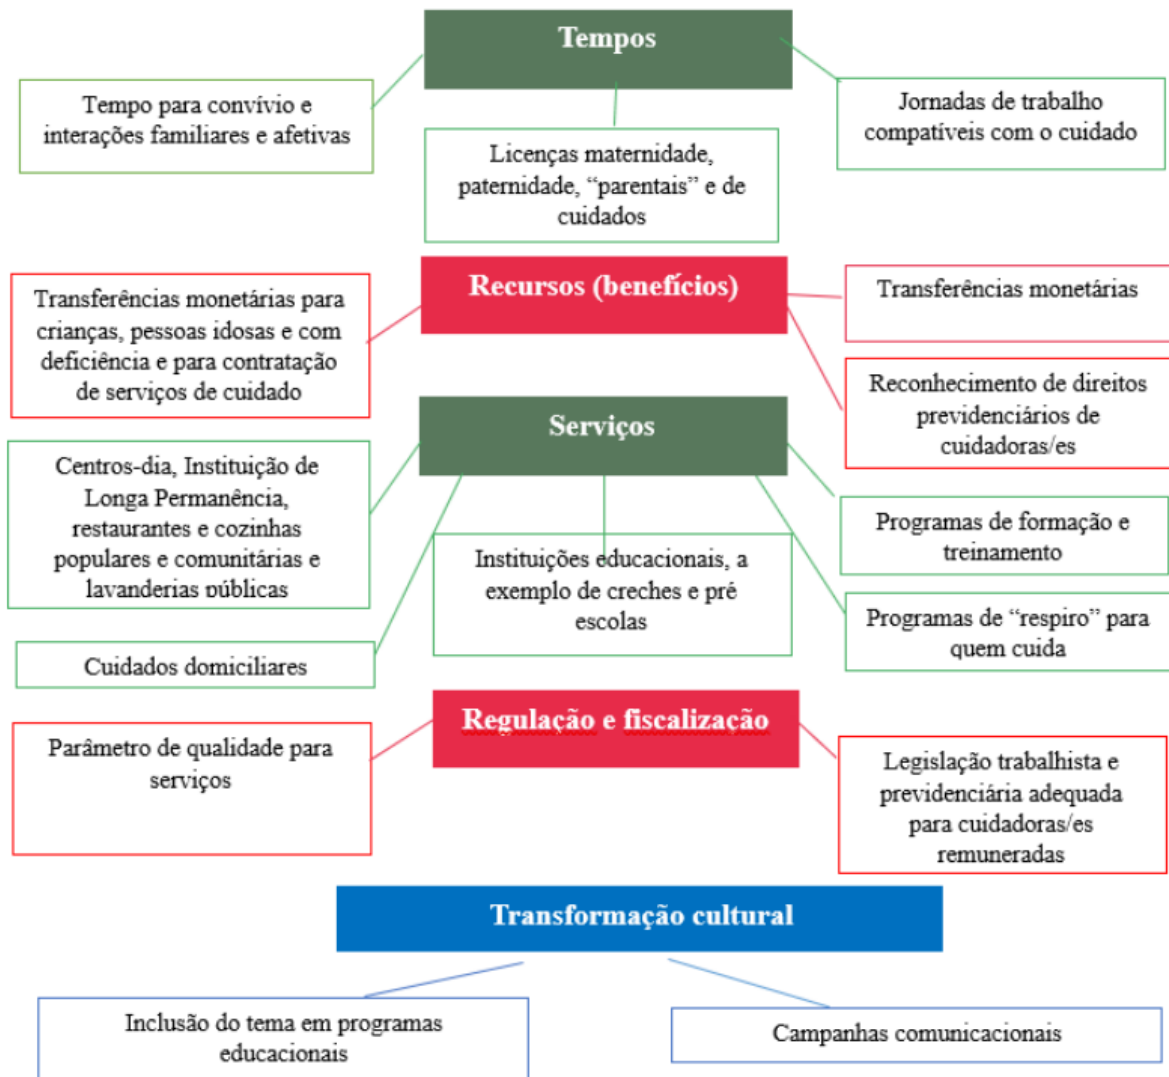 Tempos
Tempo para convívio e
interações familiares e afetivas
Licenças maternidade,
paternidade, “parentais” e de
cuidados
Jornadas de trabalho
compatíveis com o cuidado
Recursos (benefícios)
Transferências monetárias para
crianças, pessoas idosas e com
deficiência e para contratação
de serviços de cuidado
Transferências monetárias
Reconhecimento de direitos
previdenciários de
cuidadoras/es
Serviços
Centros-dia, Instituição de
Longa Permanência,
restaurantes e cozinhas
populares e comunitárias e
lavanderias públicas
Cuidados domiciliares
Instituições educacionais, a
exemplo de creches e pré
escolas
Programas de formação e
treinamento
Programas de “respiro” para
quem cuida
Regulação e fiscalização
Parâmetro de qualidade para
serviços
Legislação trabalhista e
previdenciária adequada
para cuidadoras/es
remuneradas
Transformação cultural
Inclusão do tema em programas
educacionais
Campanhas comunicacionais